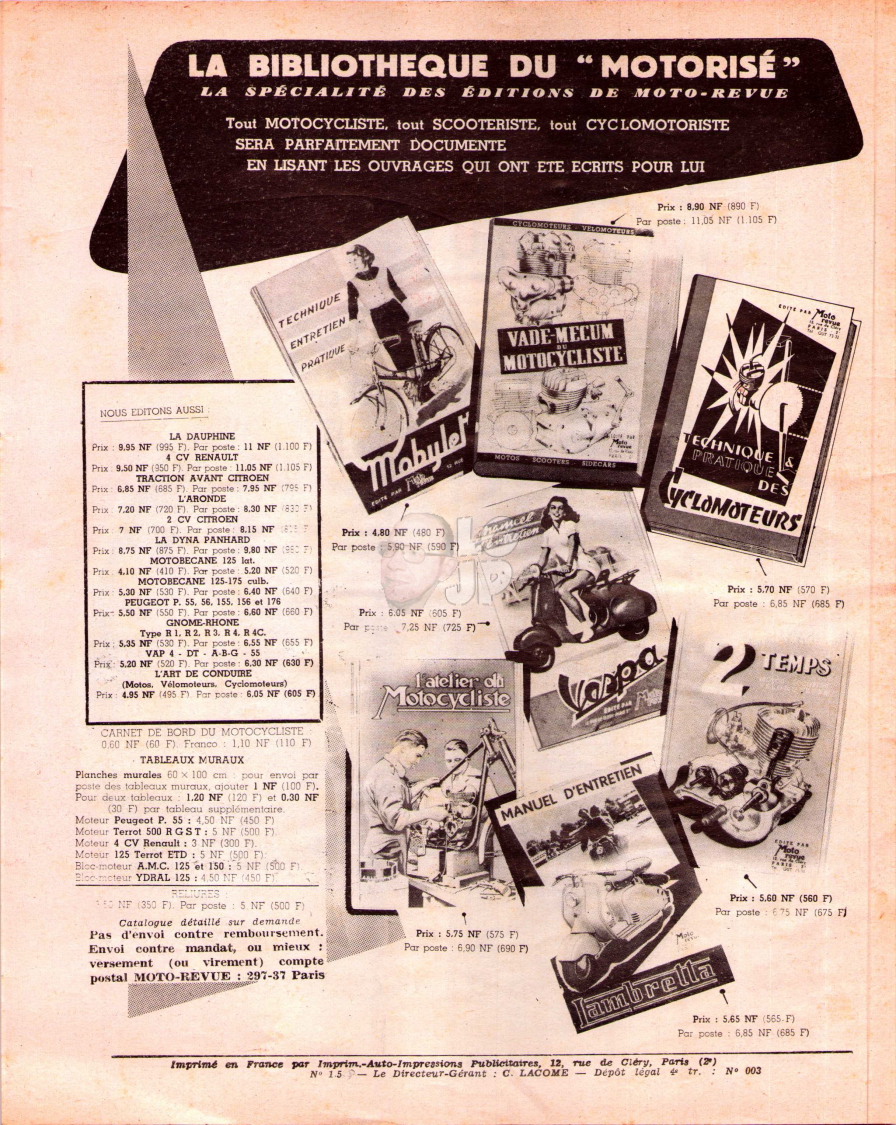 LA BIBLIOTHEQUE DU “ MOTORISÉ ”
LA SPÉCIALITÉ DES ÉDITIONS DE MOTO-REVUE
Tout MOTOCYCLISTE, tout SCOOTERISTE, tout CYCLOMOTORISTE
SERA PARFAITEMENT DOCUMENTE
EN LISANT LES OUVRAGES QUI ONT ETE ECRITS POUR LUI
Prix : 8.90 NF (890 F)
Par poste : 11,05 NF (1.105 F)
TECHNIQUE
ENTRETIEN
PRATIQUE
Mobylet
EDITE PAR
CYCLOMOTEURS - VELOMOTEURS
VADE-MECUM
DU
MOTOCYCLISTE
EDITE PAR
Moto
revue
MOTOS - SCOOTERS - SIDECARS
EDITE PAR Moto
revue
PARIS
TECHNIQUE &
PRATIQUE
DES
CYCLOMOTEURS
Prix : 4.80 NF (480 F)
Par poste : 5,90 NF (590 F)
Prix : 5.70 NF (570 F)
Par poste : 6,85 NF (685 F)
Prix : 6.05 NF (605 F)
7,25 NF (725 F)
manuel
d'entretien
Vespa
EDITE PAR
LJP
2 TEMPS
EDITE PAR
Moto
revue
PARIS
l'atelier du
Motocycliste
MANUEL D'ENTRETIEN
Lambretta
Prix : 5.75 NF (575 F)
Par poste : 6,90 NF (690 F)
Prix : 5.60 NF (560 F)
Par poste : 6.75 NF (675 F)
Prix : 5.65 NF (565 F)
Par poste : 6,85 NF (685 F)
NOUS EDITONS AUSSI :
LA DAUPHINE
Prix : 9.95 NF (995 F). Par poste : 11 NF (1.100 F)
4 CV RENAULT
Prix : 9.50 NF (950 F). Par poste : 11.05 NF (1.105 F)
TRACTION AVANT CITROEN
Prix : 6.85 NF (685 F). Par poste : 7.95 NF (795 F)
L'ARONDE
Prix : 7.20 NF (720 F). Par poste : 8.30 NF (830 F)
2 CV CITROEN
Prix : 7 NF (700 F). Par poste : 8.15 NF
LA DYNA PANHARD
Prix : 8.75 NF (875 F). Par poste : 9.80 NF (980 F)
MOTOBECANE 125 lat.
Prix : 4.10 NF (410 F). Par poste : 5.20 NF (520 F)
MOTOBECANE 125-175 culb.
Prix : 5.30 NF (530 F). Par poste : 6.40 NF (640 F)
PEUGEOT P. 55, 56, 155, 156 et 176
Prix : 5.50 NF (550 F). Par poste : 6.60 NF (660 F)
GNOME-RHONE
Type R 1, R 2, R 3, R 4, R 4C.
Prix : 5,35 NF (530 F). Par poste : 6,55 NF (655 F)
VAP 4 - DT - A-B-G - 55
Prix : 5,20 NF (520 F). Par poste : 6.30 NF (630 F)
L'ART DE CONDUIRE
(Motos, Vélomoteurs, Cyclomoteurs)
Prix : 4.95 NF (495 F). Par poste : 6.05 NF (605 F)
CARNET DE BORD DU MOTOCYCLISTE :
0.60 NF (60 F). Franco : 1,10 NF (110 F)
TABLEAUX MURAUX
Planches murales 60 × 100 cm : pour envoi par
poste des tableaux muraux, ajouter 1 NF (100 F).
Pour deux tableaux : 1.20 NF (120 F) et 0.30 NF
(30 F) par tableau supplémentaire.
Moteur Peugeot P. 55 : 4,50 NF (450 F)
Moteur Terrot 500 R G S T : 5 NF (500 F).
Moteur 4 CV Renault : 3 NF (300 F).
Moteur 125 Terrot ETD : 5 NF (500 F).
Bloc-moteur A.M.C. 125 et 150 : 5 NF (500 F).
Bloc-moteur YDRAL 125 : 4.50 NF (450 F).
RELIURES :
NF (350 F). Par poste : 5 NF (500 F)
Catalogue détaillé sur demande
Pas d'envoi contre remboursement.
Envoi contre mandat, ou mieux :
versement (ou virement) compte
postal MOTO-REVUE : 297-37 Paris
Imprimé en France par Imprim.-Auto-Impressions Publicitaires, 12, rue de Cléry, Paris (2e)
N° — Le Directeur-Gérant : C. LACOME — Dépôt légal 4e tr. : N° 003